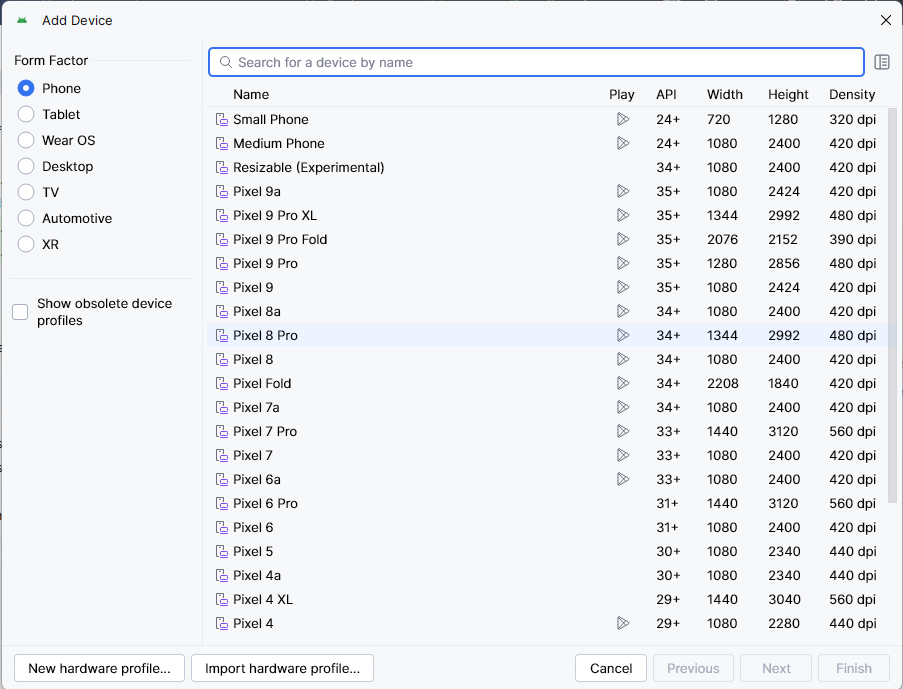 Add Device
Form Factor
Phone
Tablet
Wear OS
Desktop
TV
Automotive
XR
Show obsolete device
profiles
Search for a device by name
Name Play API Width Height Density
Small Phone 24+ 720 1280 320 dpi
Medium Phone 24+ 1080 2400 420 dpi
Resizable (Experimental) 34+ 1080 2400 420 dpi
Pixel 9a 35+ 1080 2424 420 dpi
Pixel 9 Pro XL 35+ 1344 2992 480 dpi
Pixel 9 Pro Fold 35+ 2076 2152 390 dpi
Pixel 9 Pro 35+ 1280 2856 480 dpi
Pixel 9 35+ 1080 2424 420 dpi
Pixel 8a 34+ 1080 2400 420 dpi
Pixel 8 Pro 34+ 1344 2992 480 dpi
Pixel 8 34+ 1080 2400 420 dpi
Pixel Fold 34+ 2208 1840 420 dpi
Pixel 7a 34+ 1080 2400 420 dpi
Pixel 7 Pro 33+ 1440 3120 560 dpi
Pixel 7 33+ 1080 2400 420 dpi
Pixel 6a 33+ 1080 2400 420 dpi
Pixel 6 Pro 31+ 1440 3120 560 dpi
Pixel 6 31+ 1080 2400 420 dpi
Pixel 5 30+ 1080 2340 440 dpi
Pixel 4a 30+ 1080 2340 440 dpi
Pixel 4 XL 29+ 1440 3040 560 dpi
Pixel 4 29+ 1080 2280 440 dpi
New hardware profile... Import hardware profile... Cancel Previous Next Finish